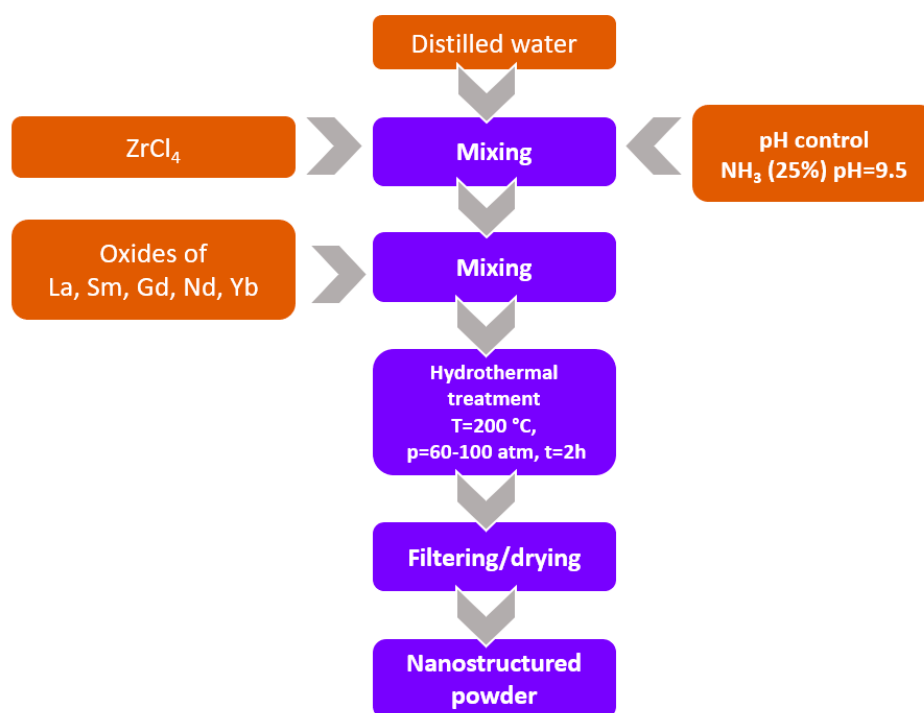 Distilled water
ZrCl₄
Mixing
pH control
NH₃ (25%) pH=9.5
Oxides of
La, Sm, Gd, Nd, Yb
Mixing
Hydrothermal
treatment
T=200 °C,
p=60-100 atm, t=2h
Filtering/drying
Nanostructured
powder